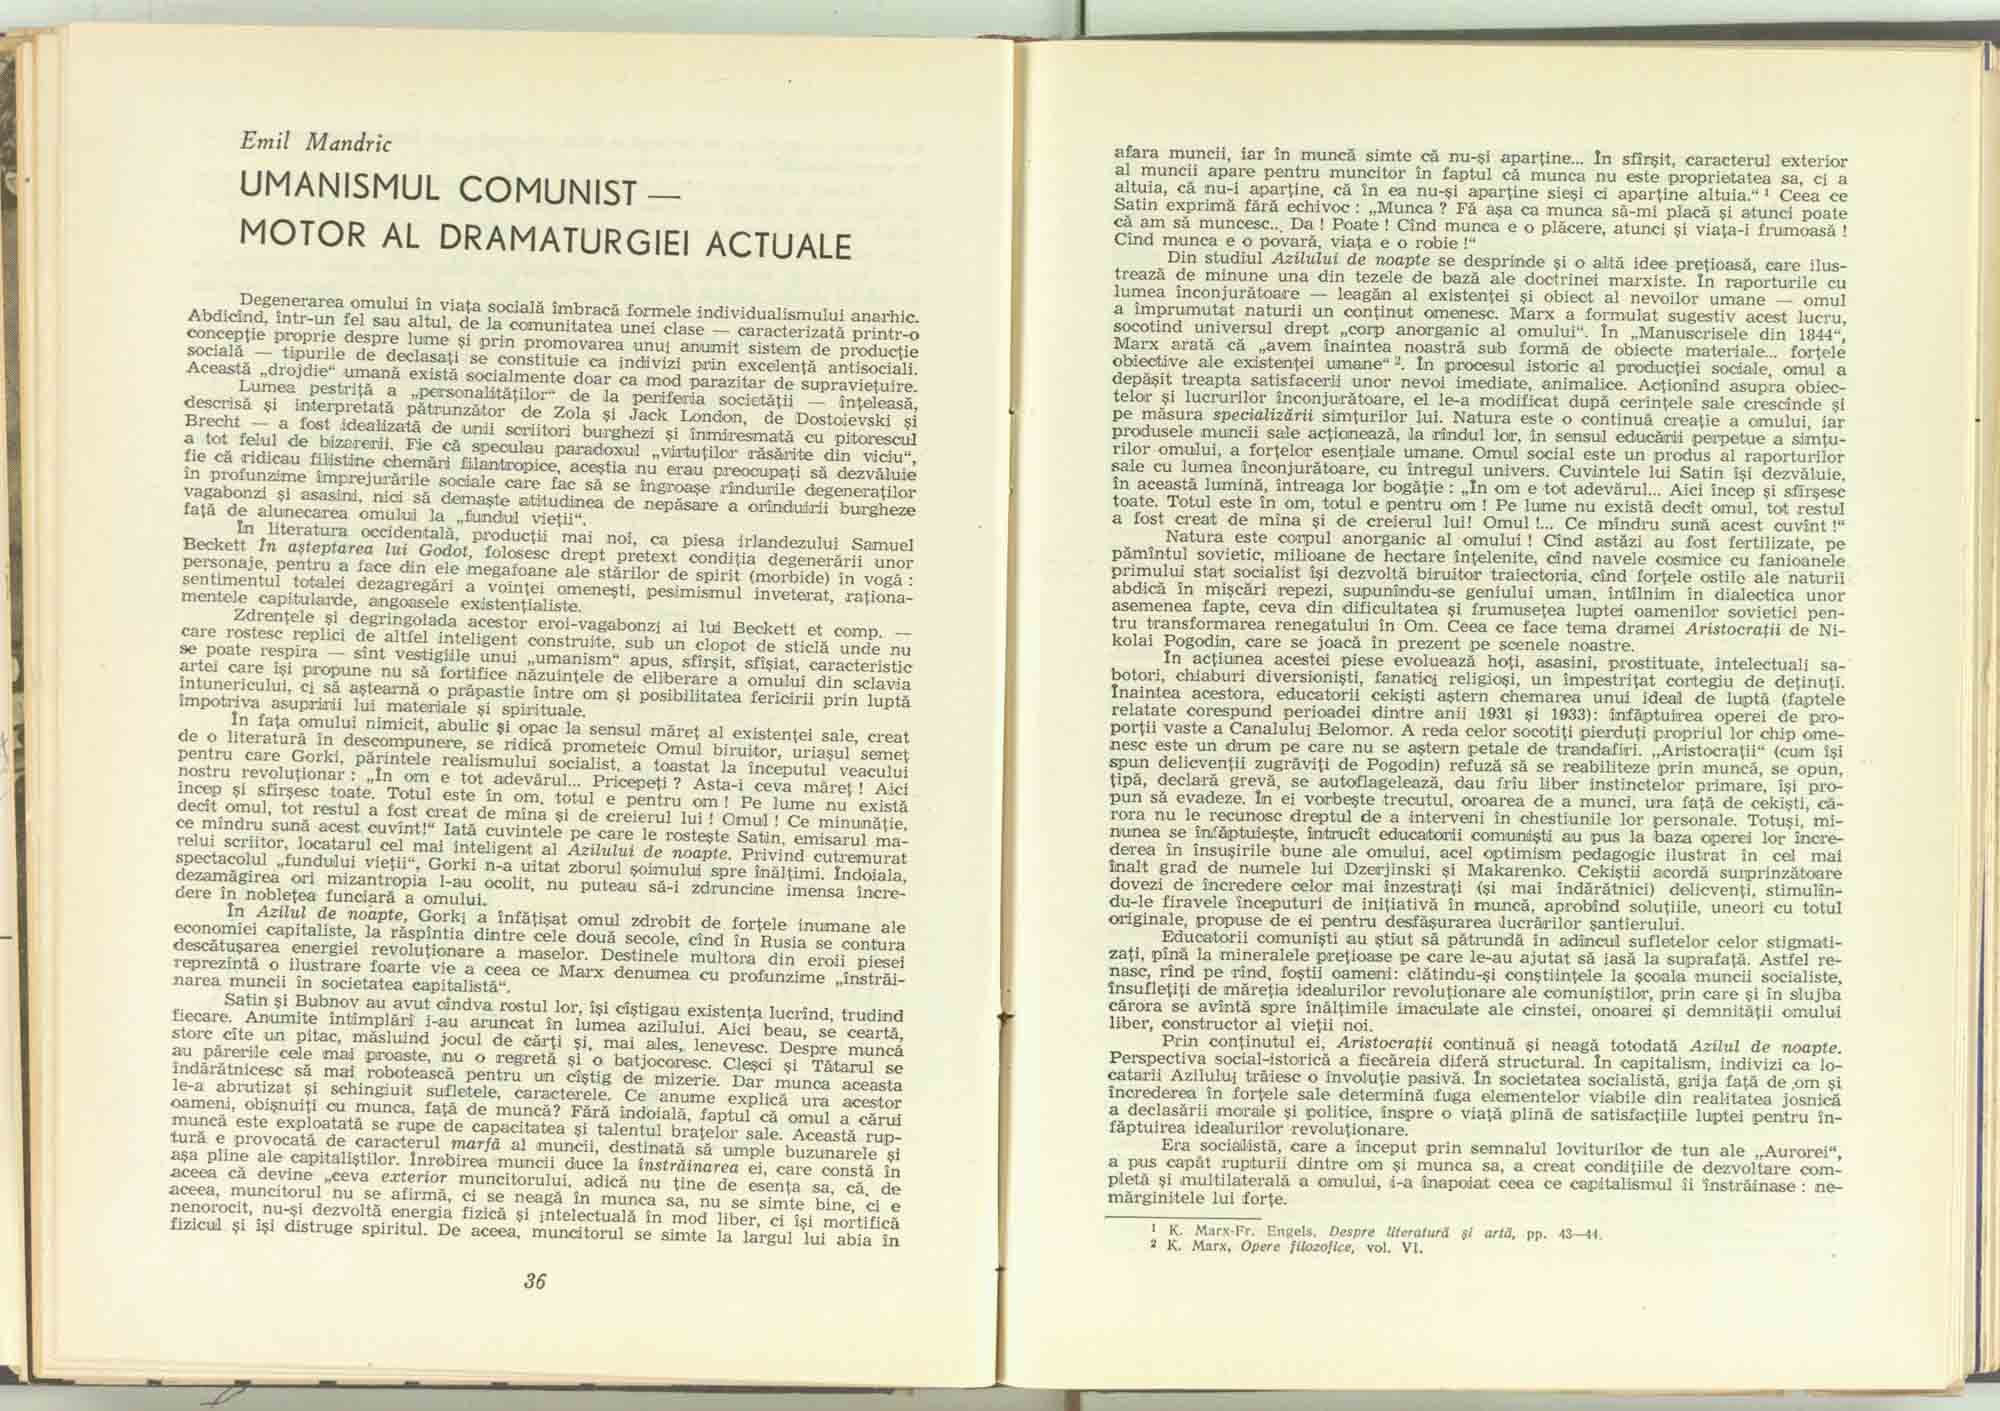 Emil Mandric
UMANISMUL COMUNIST —
MOTOR AL DRAMATURGIEI ACTUALE
Degenerarea omului în viața socială îmbracă formele individualismului anarhic.
Abdicînd, într-un fel sau altul, de la comunitatea unei clase — caracterizată printr-o
concepție proprie despre lume și prin promovarea unui anumit sistem de producție
socială — tipurile de declasați se constituie ca indivizi prin excelență antisociali.
Această „drojdie“ umană există socialmente doar ca mod parazitar de supraviețuire.
Lumea pestriță a „personalităților“ de la periferia societății — înțeleasă,
descrisă și interpretată pătrunzător de Zola și Jack London, de Dostoievski și
Brecht — a fost idealizată de unii scriitori burghezi și înmiresmată cu pitorescul
a tot felul de bizarerii. Fie că speculau paradoxul „virtuților răsărite din viciu“,
fie că ridicau filistine chemări filantropice, aceștia nu erau preocupați să dezvăluie
în profunzime împrejurările sociale care fac să se îngroașe rîndurile degeneraților
vagabonzi și asasini, nici să demaște atitudinea de nepăsare a orînduirii burgheze
față de alunecarea omului la „fundul vieții“.
În literatura occidentală, producții mai noi, ca piesa irlandezului Samuel
Beckett În așteptarea lui Godot, folosesc drept pretext condiția degenerării unor
personaje, pentru a face din ele megafoane ale stărilor de spirit (morbide) în vogă :
sentimentul totalei dezagregări a voinței omenești, pesimismul inveterat, raționa-
mentele capitularde, angoasele existențialiste.
Zdrențele și degringolada acestor eroi-vagabonzi ai lui Beckett et comp. —
care rostesc replici de altfel inteligent construite, sub un clopot de sticlă unde nu
se poate respira — sînt vestigiile unui „umanism“ apus, sfîrșit, sfîșiat, caracteristic
artei care își propune nu să fortifice năzuințele de eliberare a omului din sclavia
întunericului, ci să aștearnă o prăpastie între om și posibilitatea fericirii prin luptă
împotriva asupririi lui materiale și spirituale.
În fața omului nimicit, abulic și opac la sensul măreț al existenței sale, creat
de o literatură în descompunere, se ridică prometeic Omul biruitor, uriașul semeț
pentru care Gorki, părintele realismului socialist, a toastat la începutul veacului
nostru revoluționar : „În om e tot adevărul... Pricepeți ? Asta-i ceva măreț ! Aici
încep și sfîrșesc toate. Totul este în om, totul e pentru om ! Pe lume nu există
decît omul, tot restul a fost creat de mîna și de creierul lui ! Omul ! Ce minunăție,
ce mîndru sună acest cuvînt!“ Iată cuvintele pe care le rostește Satin, emisarul ma-
relui scriitor, locatarul cel mai inteligent al Azilului de noapte. Privind cutremurat
spectacolul „fundului vieții“, Gorki n-a uitat zborul șoimului spre înălțimi. Îndoiala,
dezamăgirea ori mizantropia l-au ocolit, nu puteau să-i zdruncine imensa încre-
dere în noblețea funciară a omului.
În Azilul de noapte, Gorki a înfățișat omul zdrobit de forțele inumane ale
economiei capitaliste, la răspîntia dintre cele două secole, cînd în Rusia se contura
descătușarea energiei revoluționare a maselor. Destinele multora din eroii piesei
reprezintă o ilustrare foarte vie a ceea ce Marx denumea cu profunzime „înstrăi-
narea muncii în societatea capitalistă“.
Satin și Bubnov au avut cîndva rostul lor, își cîștigau existența lucrînd, trudind
fiecare. Anumite întîmplări i-au aruncat în lumea azilului. Aici beau, se ceartă,
storc cîte un pitac, măsluind jocul de cărți și, mai ales, lenevesc. Despre muncă
au părerile cele mai proaste, nu o regretă și o batjocoresc. Cleșci și Tătarul se
îndărătnicesc să mai robotească pentru un cîștig de mizerie. Dar munca aceasta
le-a abrutizat și schingiuit sufletele, caracterele. Ce anume explică ura acestor
oameni, obișnuiți cu munca, față de muncă? Fără îndoială, faptul că omul a cărui
muncă este exploatată se rupe de capacitatea și talentul brațelor sale. Această rup-
tură e provocată de caracterul marfă al muncii, destinată să umple buzunarele și
așa pline ale capitaliștilor. Înrobirea muncii duce la înstrăinarea ei, care constă în
aceea că devine „ceva exterior muncitorului, adică nu ține de esența sa, că, de
aceea, muncitorul nu se afirmă, ci se neagă în munca sa, nu se simte bine, ci e
nenorocit, nu-și dezvoltă energia fizică și intelectuală în mod liber, ci își mortifică
fizicul și își distruge spiritul. De aceea, muncitorul se simte la largul lui abia în
36
afara muncii, iar în muncă simte că nu-și aparține... În sfîrșit, caracterul exterior
al muncii apare pentru muncitor în faptul că munca nu este proprietatea sa, ci a
altuia, că nu-i aparține, că în ea nu-și aparține sieși ci aparține altuia.“ ¹ Ceea ce
Satin exprimă fără echivoc : „Munca ? Fă așa ca munca să-mi placă și atunci poate
că am să muncesc... Da ! Poate ! Cînd munca e o plăcere, atunci și viața-i frumoasă !
Cînd munca e o povară, viața e o robie !“
Din studiul Azilului de noapte se desprinde și o altă idee prețioasă, care ilus-
trează de minune una din tezele de bază ale doctrinei marxiste. În raporturile cu
lumea înconjurătoare — leagăn al existenței și obiect al nevoilor umane — omul
a împrumutat naturii un conținut omenesc. Marx a formulat sugestiv acest lucru,
socotind universul drept „corp anorganic al omului“. În „Manuscrisele din 1844“,
Marx arată că „avem înaintea noastră sub formă de obiecte materiale... forțele
obiective ale existenței umane“ ². În procesul istoric al producției sociale, omul a
depășit treapta satisfacerii unor nevoi imediate, animalice. Acționînd asupra obiec-
telor și lucrurilor înconjurătoare, el le-a modificat după cerințele sale crescînde și
pe măsura specializării simțurilor lui. Natura este o continuă creație a omului, iar
produsele muncii sale acționează, la rîndul lor, în sensul educării perpetue a simțu-
rilor omului, a forțelor esențiale umane. Omul social este un produs al raporturilor
sale cu lumea înconjurătoare, cu întregul univers. Cuvintele lui Satin își dezvăluie,
în această lumină, întreaga lor bogăție : „În om e tot adevărul... Aici încep și sfîrșesc
toate. Totul este în om, totul e pentru om ! Pe lume nu există decît omul, tot restul
a fost creat de mîna și de creierul lui! Omul !... Ce mîndru sună acest cuvînt !“
Natura este corpul anorganic al omului ! Cînd astăzi au fost fertilizate, pe
pămîntul sovietic, milioane de hectare înțelenite, cînd navele cosmice cu fanioanele
primului stat socialist își dezvoltă biruitor traiectoria, cînd forțele ostile ale naturii
abdică în mișcări repezi, supunîndu-se geniului uman, întîlnim în dialectica unor
asemenea fapte, ceva din dificultatea și frumusețea luptei oamenilor sovietici pen-
tru transformarea renegatului în Om. Ceea ce face tema dramei Aristocrații de Ni-
kolai Pogodin, care se joacă în prezent pe scenele noastre.
În acțiunea acestei piese evoluează hoți, asasini, prostituate, intelectuali sa-
botori, chiaburi diversioniști, fanatici religioși, un împestrițat cortegiu de deținuți.
Înaintea acestora, educatorii cekiști aștern chemarea unui ideal de luptă (faptele
relatate corespund perioadei dintre anii 1931 și 1933): înfăptuirea operei de pro-
porții vaste a Canalului Belomor. A reda celor socotiți pierduți propriul lor chip ome-
nesc este un drum pe care nu se aștern petale de trandafiri. „Aristocrații“ (cum își
spun delicvenții zugrăviți de Pogodin) refuză să se reabiliteze prin muncă, se opun,
țipă, declară grevă, se autoflagelează, dau frîu liber instinctelor primare, își pro-
pun să evadeze. În ei vorbește trecutul, oroarea de a munci, ura față de cekiști, că-
rora nu le recunosc dreptul de a interveni în chestiunile lor personale. Totuși, mi-
nunea se înfăptuiește, întrucît educatorii comuniști au pus la baza operei lor încre-
derea în însușirile bune ale omului, acel optimism pedagogic ilustrat în cel mai
înalt grad de numele lui Dzerjinski și Makarenko. Cekiștii acordă surprinzătoare
dovezi de încredere celor mai înzestrați (și mai îndărătnici) delicvenți, stimulîn-
du-le firavele începuturi de inițiativă în muncă, aprobînd soluțiile, uneori cu totul
originale, propuse de ei pentru desfășurarea lucrărilor șantierului.
Educatorii comuniști au știut să pătrundă în adîncul sufletelor celor stigmati-
zați, pînă la mineralele prețioase pe care le-au ajutat să iasă la suprafață. Astfel re-
nasc, rînd pe rînd, foștii oameni: clătindu-și conștiințele la școala muncii socialiste,
însuflețiți de măreția idealurilor revoluționare ale comuniștilor, prin care și în slujba
cărora se avîntă spre înălțimile imaculate ale cinstei, onoarei și demnității omului
liber, constructor al vieții noi.
Prin conținutul ei, Aristocrații continuă și neagă totodată Azilul de noapte.
Perspectiva social-istorică a fiecăreia diferă structural. În capitalism, indivizi ca lo-
catarii Azilului trăiesc o involuție pasivă. În societatea socialistă, grija față de om și
încrederea în forțele sale determină fuga elementelor viabile din realitatea josnică
a declasării morale și politice, înspre o viață plină de satisfacțiile luptei pentru în-
făptuirea idealurilor revoluționare.
Era socialistă, care a început prin semnalul loviturilor de tun ale „Aurorei“,
a pus capăt rupturii dintre om și munca sa, a creat condițiile de dezvoltare com-
pletă și multilaterală a omului, i-a înapoiat ceea ce capitalismul îi înstrăinase : ne-
mărginitele lui forțe.
¹ K. Marx-Fr. Engels, Despre literatură și artă, pp. 43—44.
² K. Marx, Opere filozofice, vol. VI.